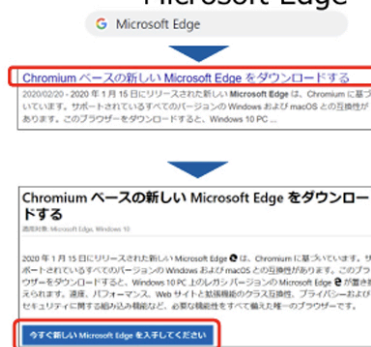 Microsoft Edge
Microsoft Edge
Chromium ベースの新しい Microsoft Edge をダウンロードする
2020/02/20 - 2020 年 1 月 15 日にリリースされた新しい Microsoft Edge は、Chromium に基づ
いています。サポートされているすべてのバージョンの Windows および macOS との互換性が
あります。このブラウザーをダウンロードすると、Windows 10 PC ...
Chromium ベースの新しい Microsoft Edge をダウンロー
ドする
適用対象: Microsoft Edge, Windows 10
2020 年 1 月 15 日にリリースされた新しい Microsoft Edge は、Chromium に基づいています。サ
ポートされているすべてのバージョンの Windows および macOS との互換性があります。このブラ
ウザーをダウンロードすると、Windows 10 PC 上のレガシ バージョンの Microsoft Edge が置き換
えられます。速度、パフォーマンス、Web サイトと拡張機能のクラス互換性、プライバシーおよび
セキュリティに関する組み込み機能など、必要な機能性をすべて備えた唯一のブラウザーです。
今すぐ新しい Microsoft Edge を入手してください